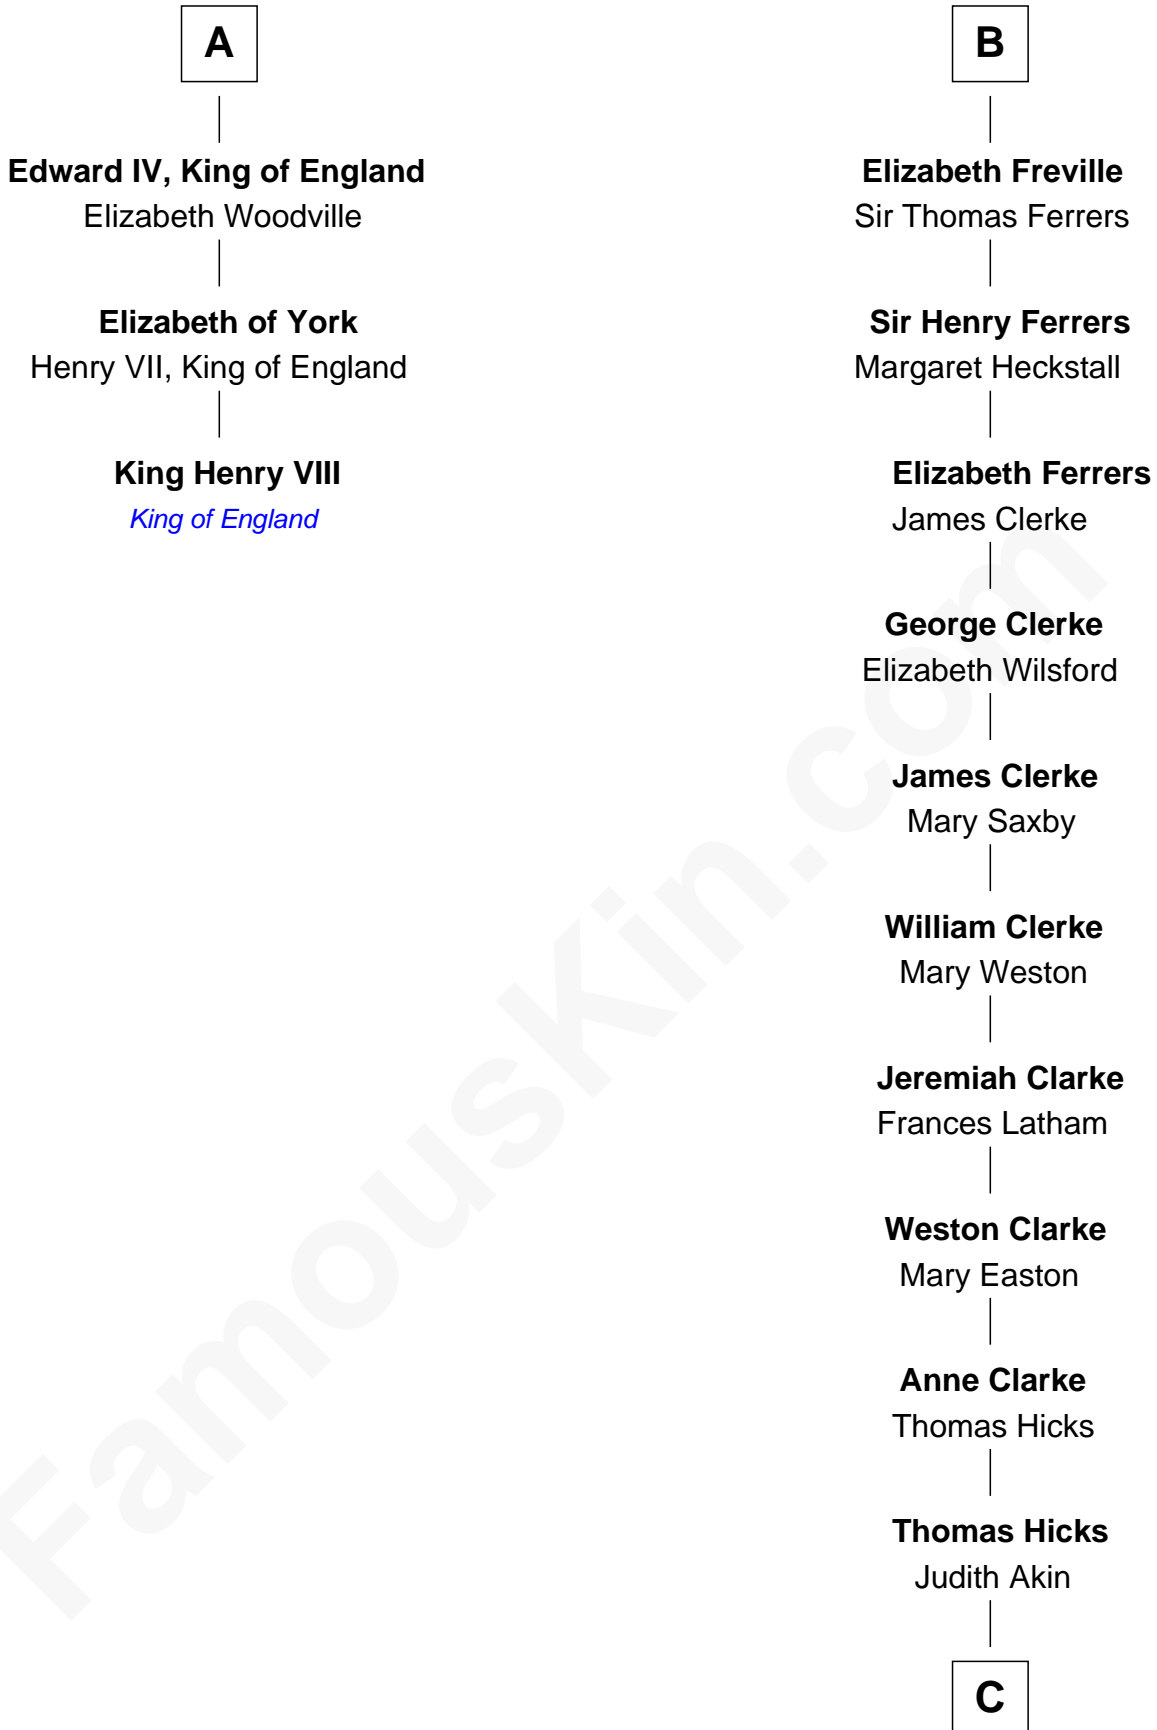 A
Edward IV, King of England
Elizabeth Woodville
Elizabeth of York
Henry VII, King of England
King Henry VIII
King of England
B
Elizabeth Freville
Sir Thomas Ferrers
Sir Henry Ferrers
Margaret Heckstall
Elizabeth Ferrers
James Clerke
George Clerke
Elizabeth Wilsford
James Clerke
Mary Saxby
William Clerke
Mary Weston
Jeremiah Clarke
Frances Latham
Weston Clarke
Mary Easton
Anne Clarke
Thomas Hicks
Thomas Hicks
Judith Akin
C
FamousKin.com